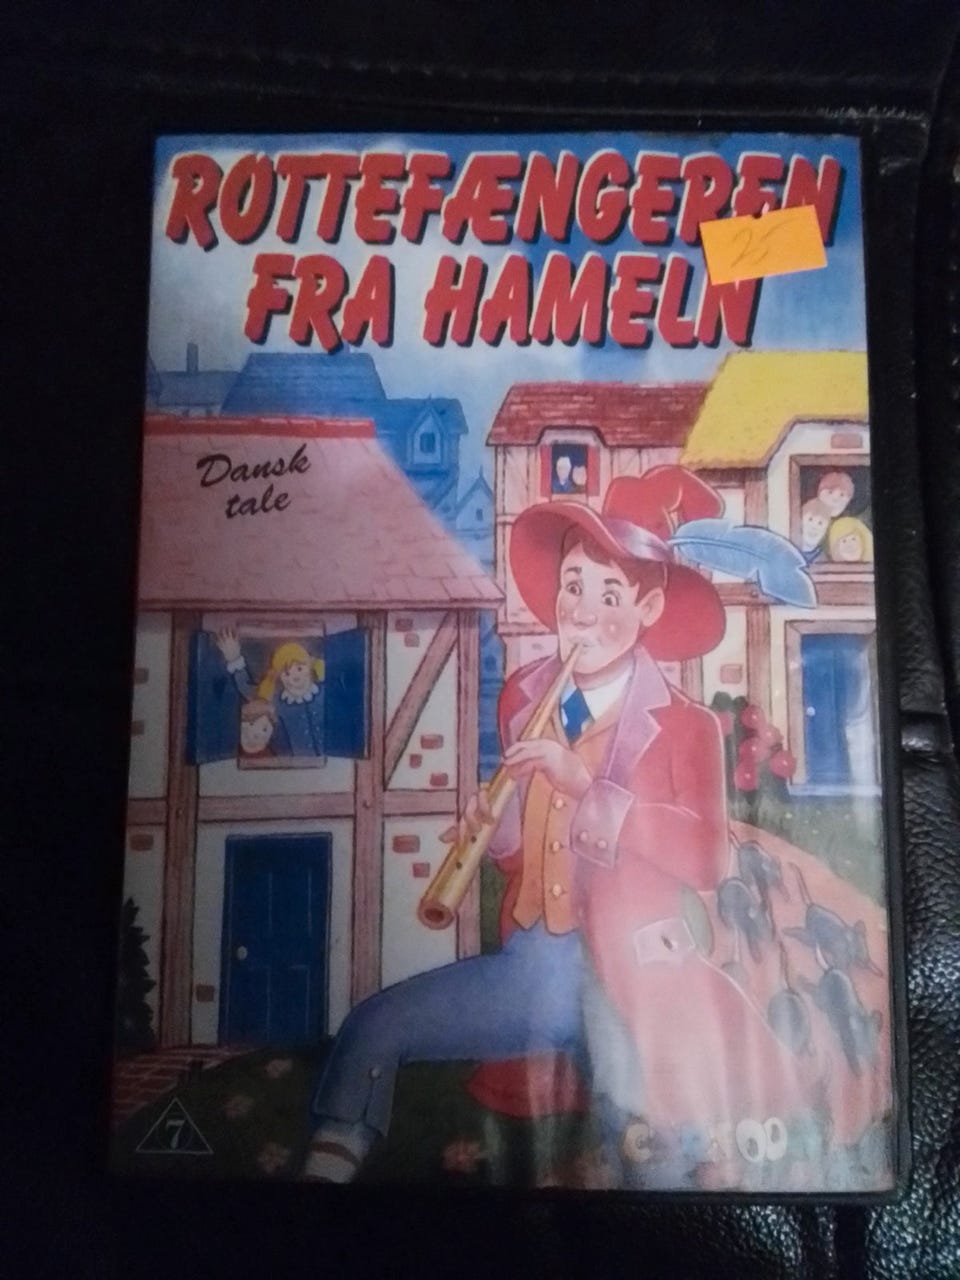 ROTTEFÆNGEREN
25
FRA HAMELN
Dansk
tale
7